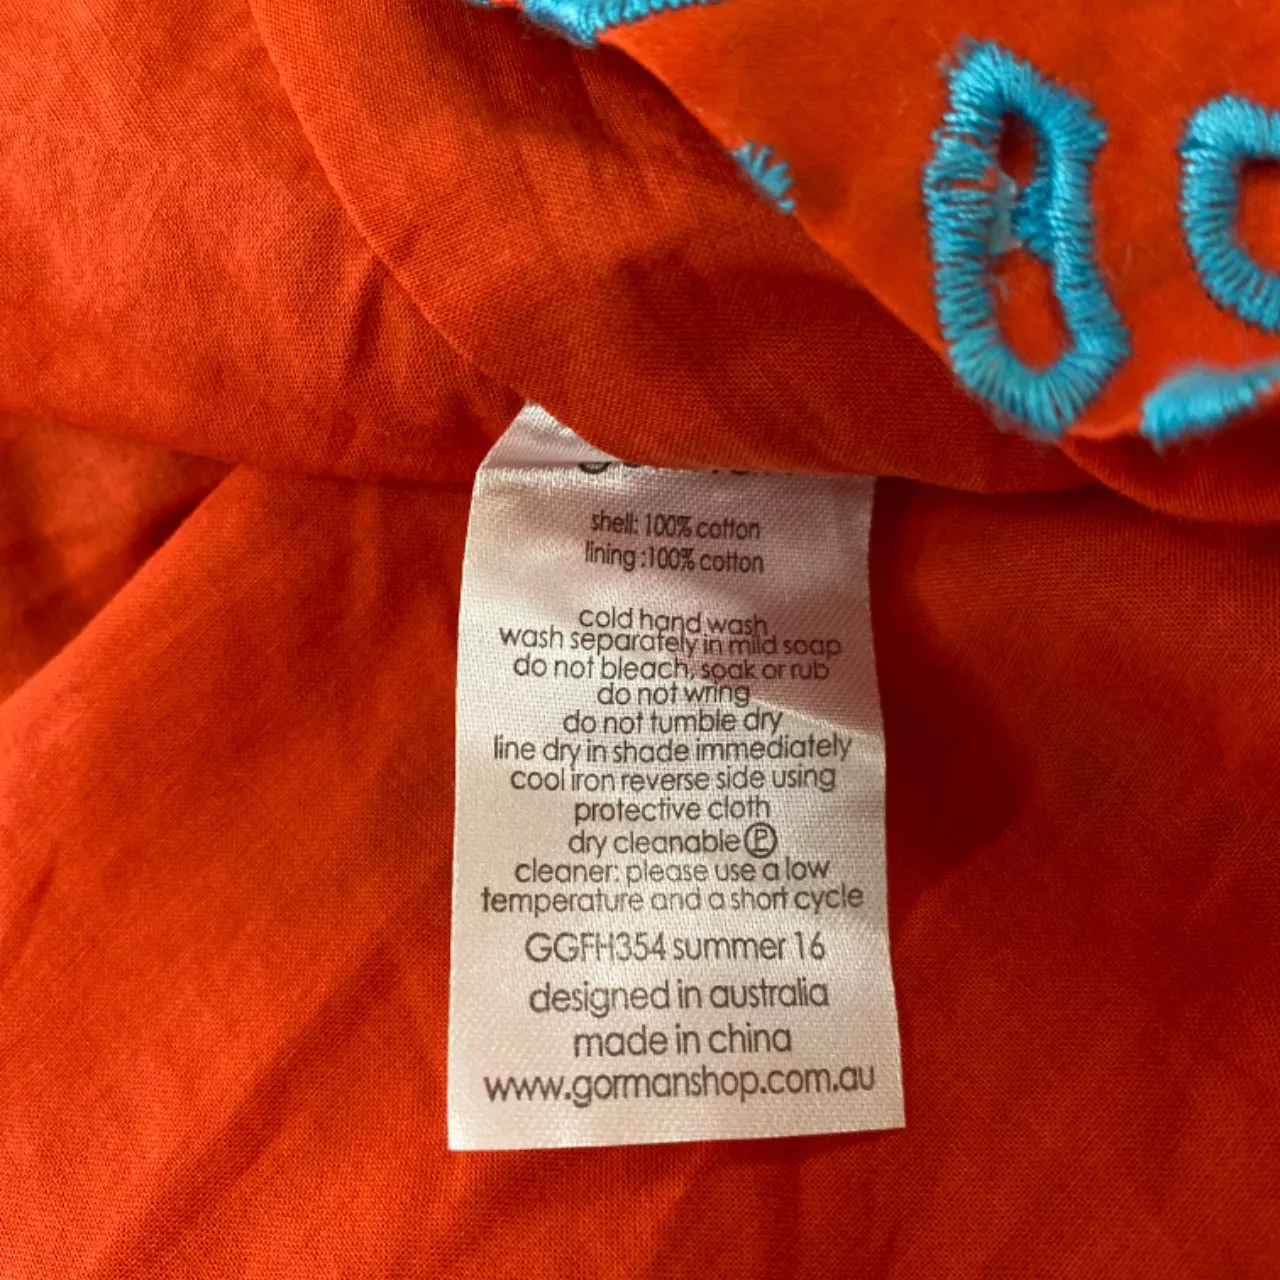 shell: 100% cotton
lining :100% cotton
cold hand wash
wash separately in mild soap
do not bleach, soak or rub
do not wring
do not tumble dry
line dry in shade immediately
cool iron reverse side using
protective cloth
dry cleanable Ⓟ
cleaner: please use a low
temperature and a short cycle
GGFH354 summer 16
designed in australia
made in china
www.gormanshop.com.au